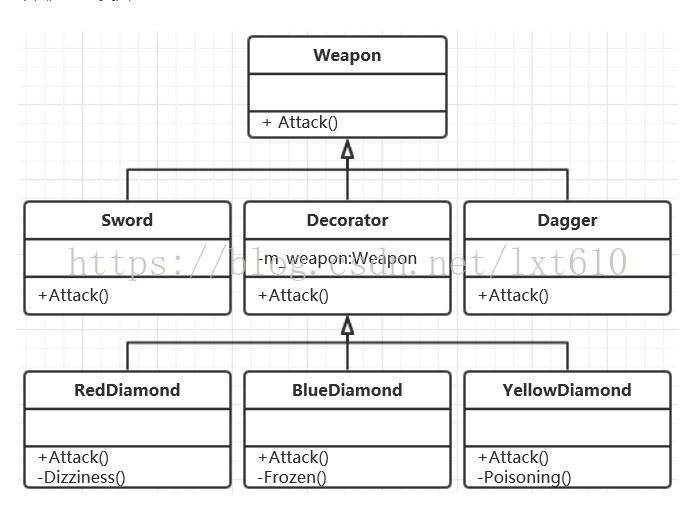 Weapon
+ Attack()
Sword
Decorator
Dagger
-m_weapon:Weapon
https://blog.csdn.net/lxt610
+Attack()
+Attack()
+Attack()
RedDiamond
BlueDiamond
YellowDiamond
+Attack()
+Attack()
+Attack()
-Dizziness()
-Frozen()
-Poisoning()